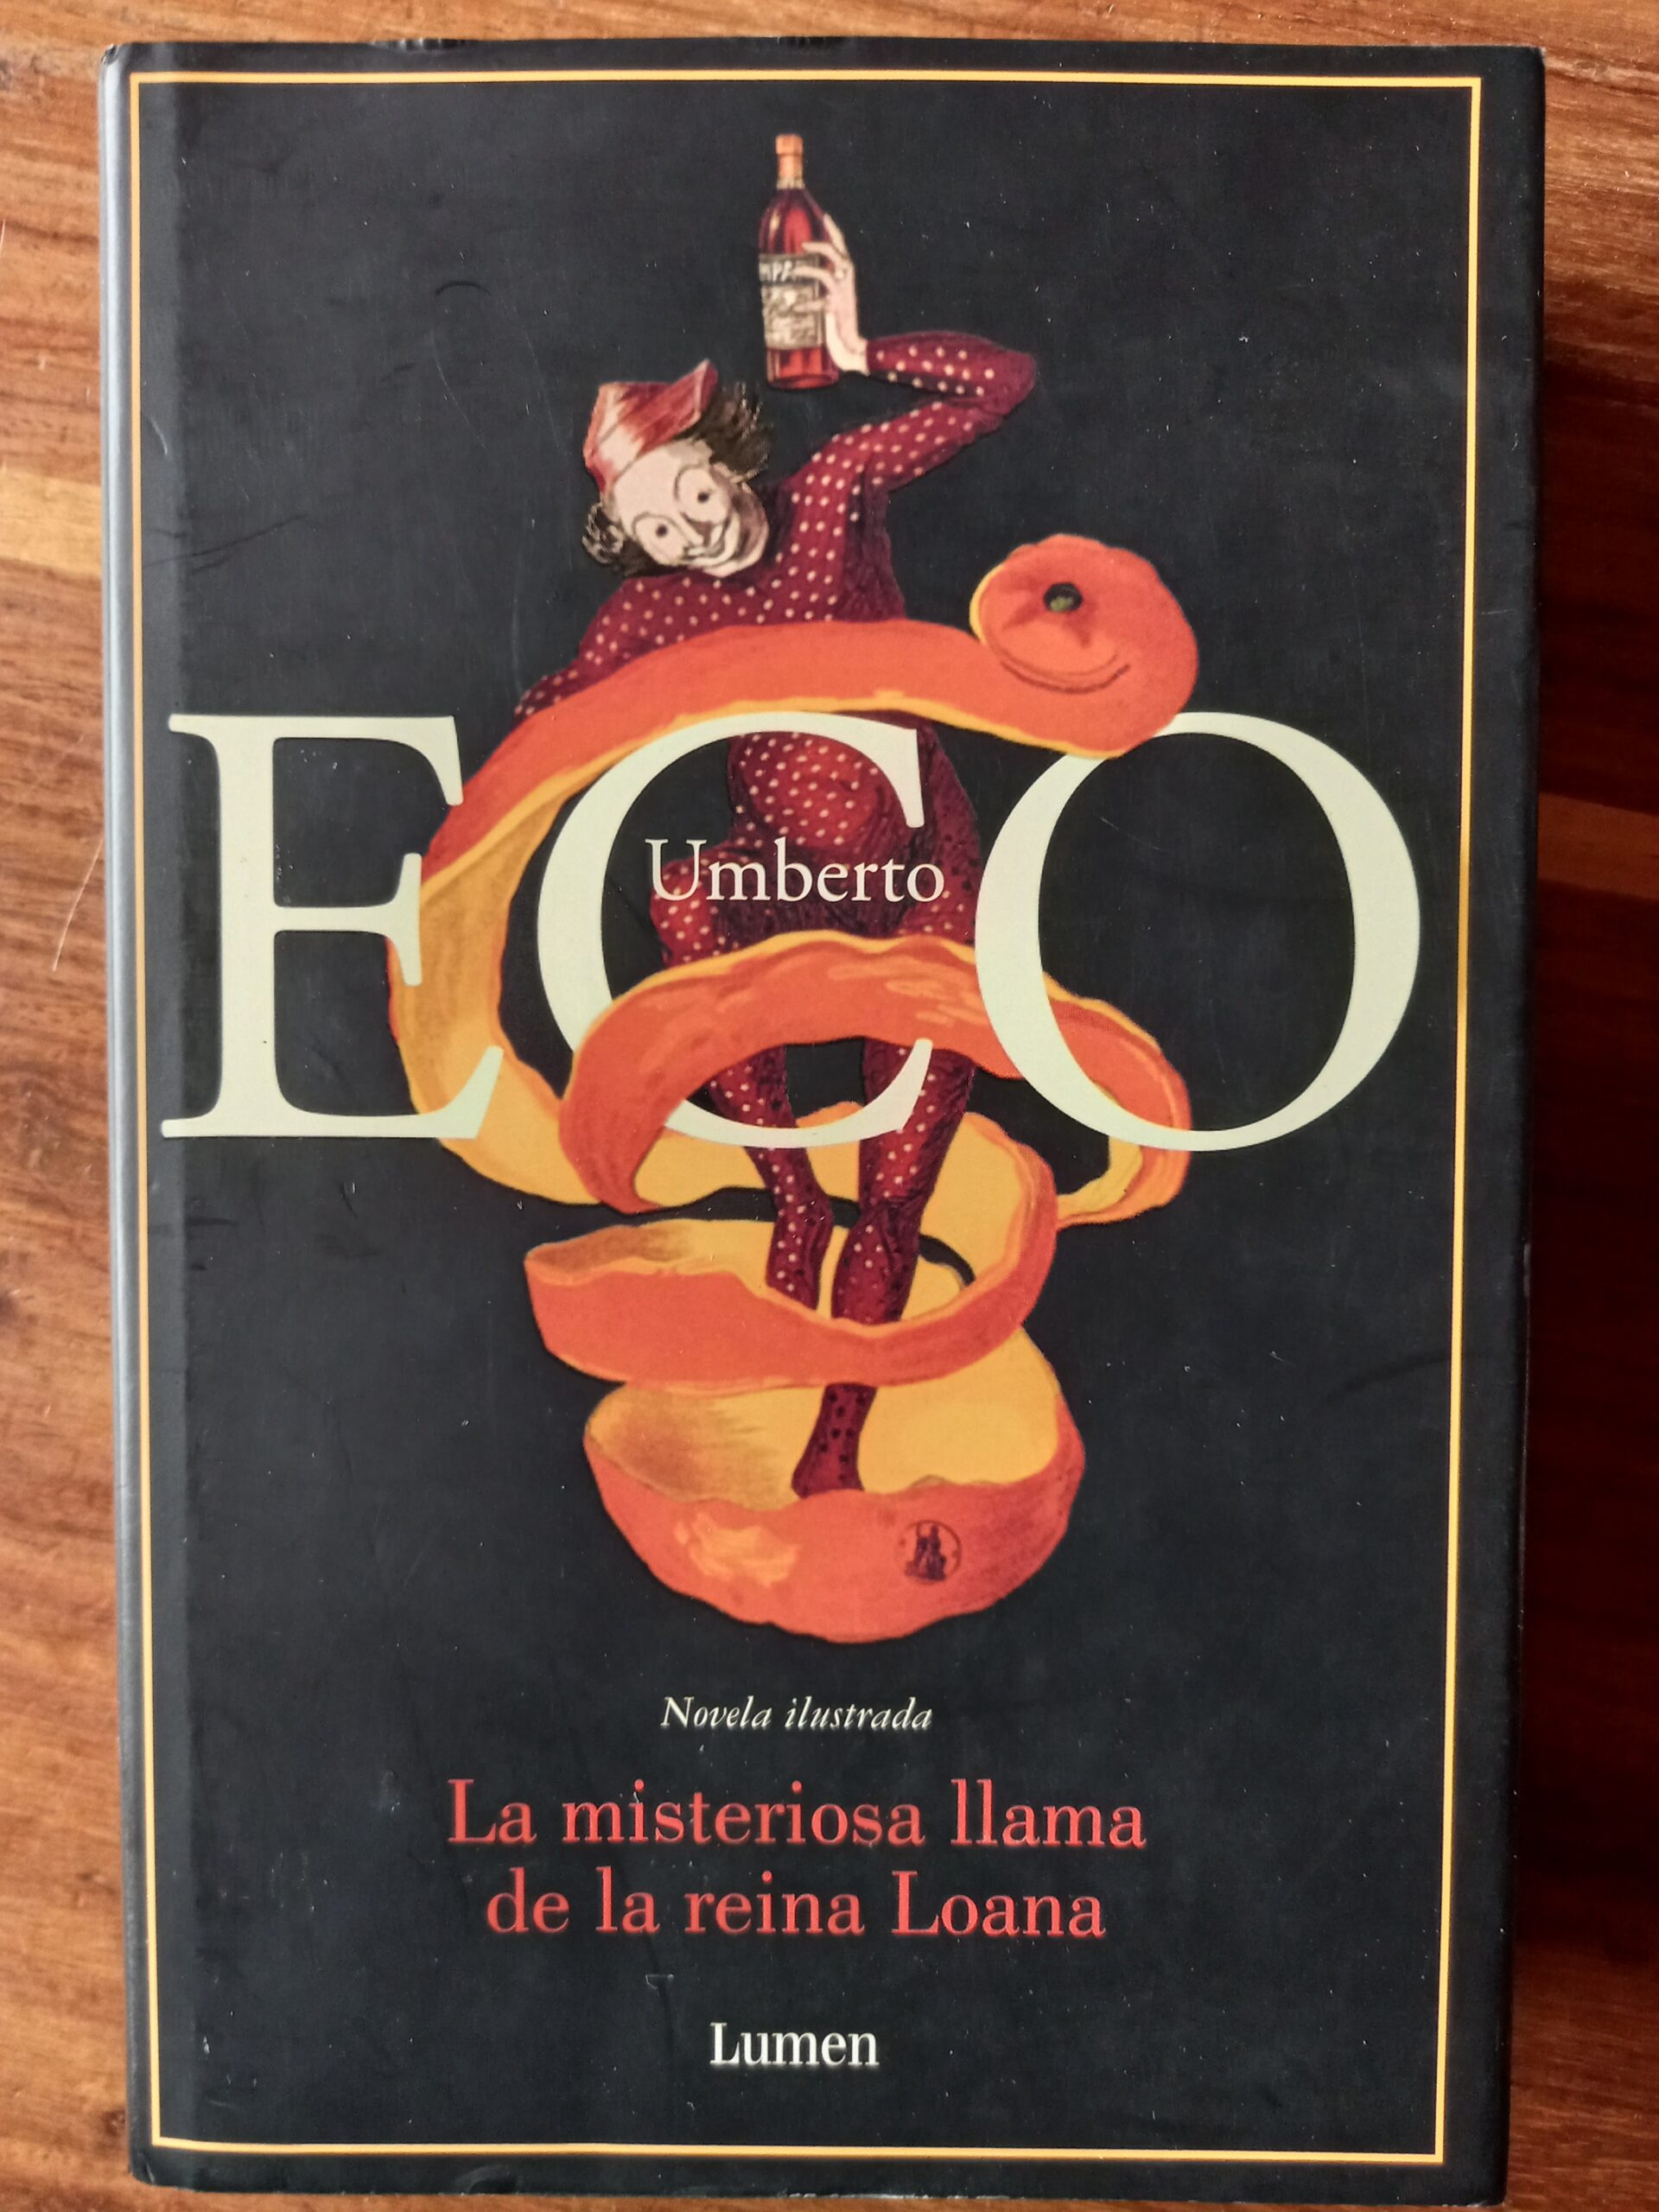 ECO
Umberto
Novela ilustrada
La misteriosa llama
de la reina Loana
Lumen